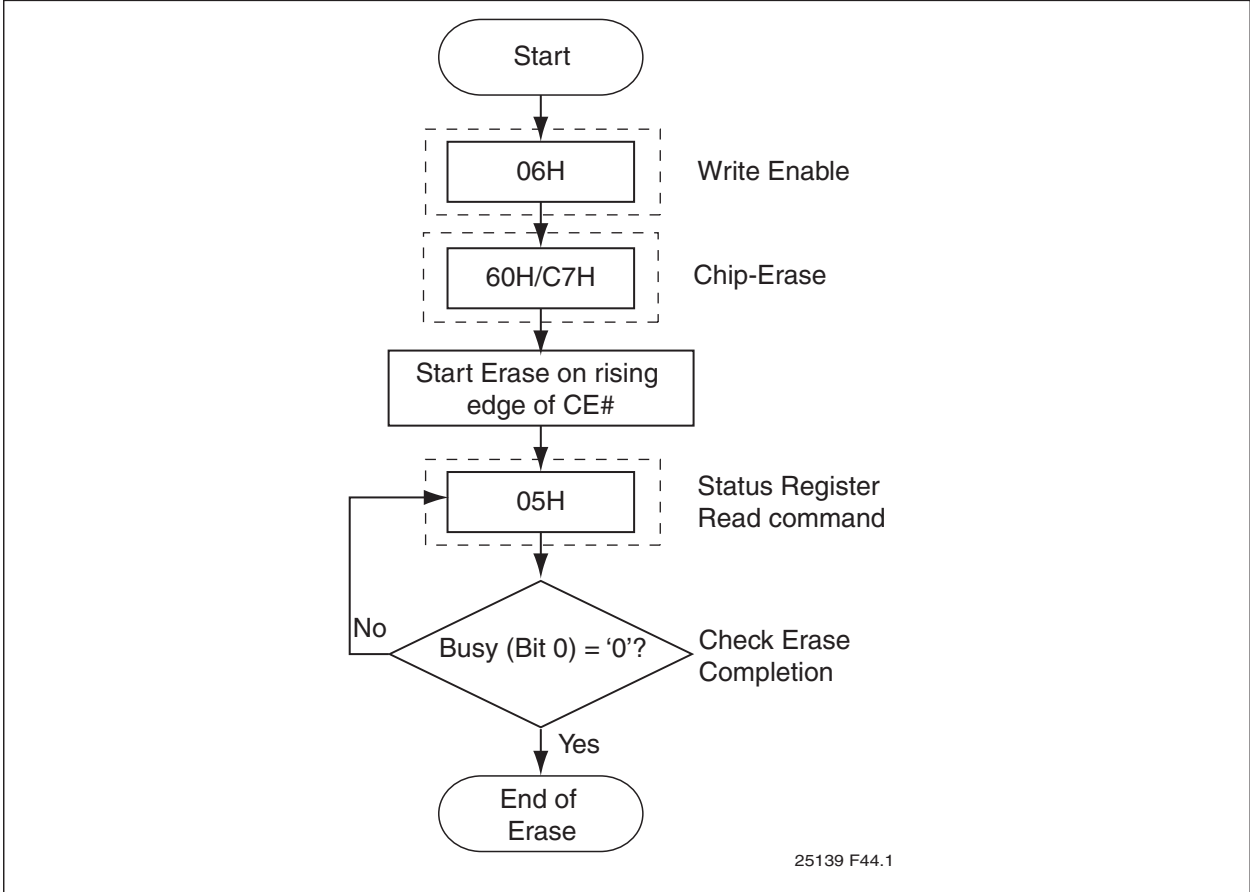 Start
06H
Write Enable
60H/C7H
Chip-Erase
Start Erase on rising
edge of CE#
05H
Status Register
Read command
No
Busy (Bit 0) = ‘0’?
Check Erase
Completion
Yes
End of
Erase
25139 F44.1